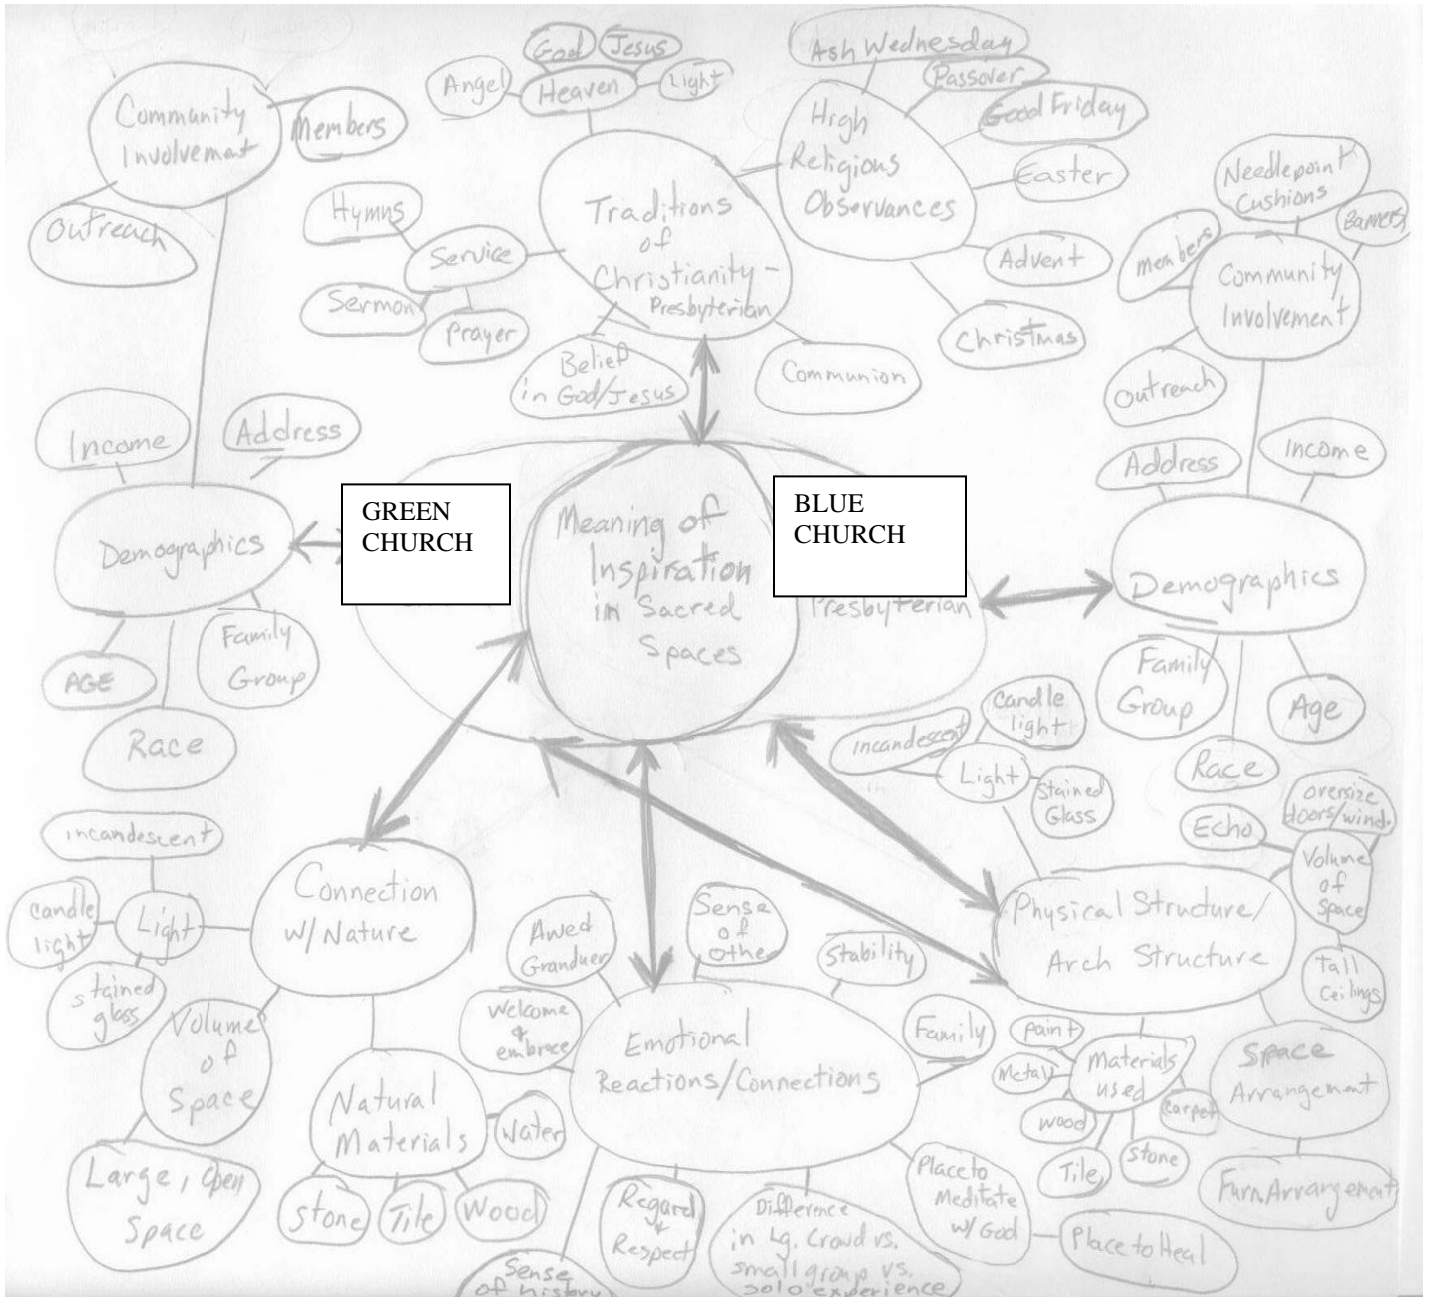 Community
Involvement
Members
Outreach
Angel
God
Jesus
Heaven
Light
Ash Wednesday
Passover
Good Friday
High
Religious
Observances
Easter
Advent
Christmas
Traditions
of
Christianity -
Presbyterian
Hymns
Service
Sermon
Prayer
Belief
in God/Jesus
Communion
Needlepoint
Cushions
Banners
Members
Community
Involvement
Outreach
Income
Address
Demographics
AGE
Family
Group
Race
GREEN
CHURCH
Meaning of
Inspiration
in Sacred
Spaces
BLUE
CHURCH
Presbyterian
Address
Income
Demographics
Family
Group
Age
Race
incandescent
candle
light
Light
stained
glass
Connection
w/Nature
Volume
of
Space
Large, Open
Space
Natural
Materials
Water
Stone
Tile
Wood
Awed
Granduer
Sense
of
Other
Stability
Welcome
&
embrace
Family
Emotional
Reactions/Connections
Sense
of history
Regard
&
Respect
Difference
in Lg. Crowd vs.
small group vs.
solo experience
Place to
Meditate
w/God
Place to Heal
incandescent
candle
light
Light
Stained
Glass
Echo
oversize
doors/wind.
Volume
of
Space
Tall
Ceilings
Physical Structure/
Arch Structure
paint
Metal
Materials
used
wood
carpet
Tile
Stone
Space
Arrangement
Furn Arrangement